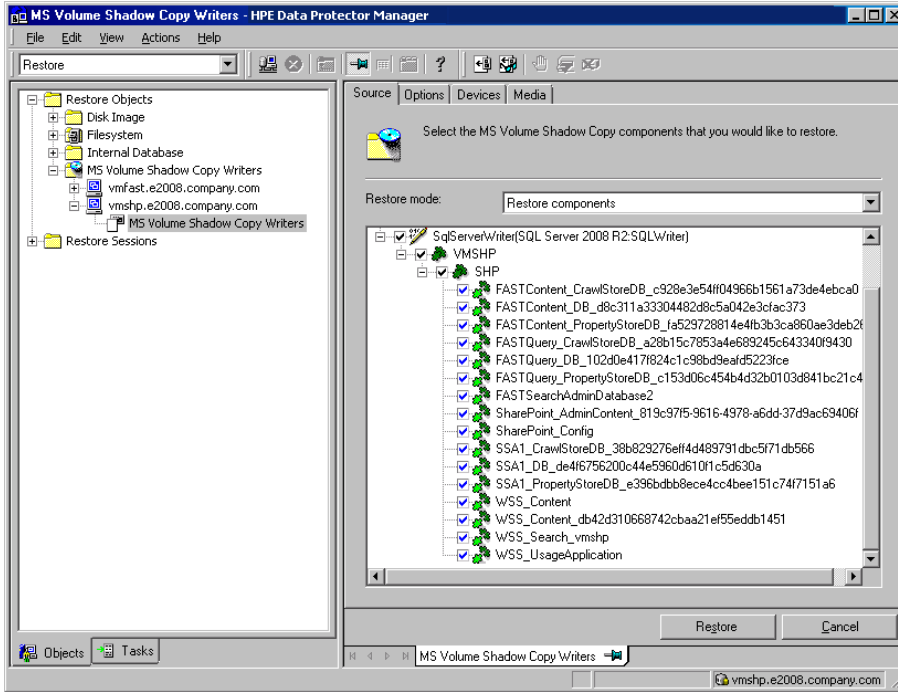 MS Volume Shadow Copy Writers - HPE Data Protector Manager
File Edit View Actions Help
Restore
Restore Objects
Disk Image
Filesystem
Internal Database
MS Volume Shadow Copy Writers
vmfast.e2008.company.com
vmshp.e2008.company.com
MS Volume Shadow Copy Writers
Restore Sessions
Objects Tasks
Source Options Devices Media
Select the MS Volume Shadow Copy components that you would like to restore.
Restore mode: Restore components
SqlServerWriter(SQL Server 2008 R2:SQLWriter)
VMSHP
SHP
FASTContent_CrawlStoreDB_c928e3e54ff04966b1561a73de4ebca0
FASTContent_DB_d8c311a33304482d8c5a042e3cfac373
FASTContent_PropertyStoreDB_fa529728814e4fb3b3ca860ae3deb2f
FASTQuery_CrawlStoreDB_a28b15c7853a4e689245c643340f9430
FASTQuery_DB_102d0e417f824c1c98bd9eafd5223fce
FASTQuery_PropertyStoreDB_c153d06c454b4d32b0103d841bc21c4
FASTSearchAdminDatabase2
SharePoint_AdminContent_819c97f5-9616-4978-a6dd-37d9ac69406f
SharePoint_Config
SSA1_CrawlStoreDB_38b829276eff4d489791dbc5f71db566
SSA1_DB_de4f6756200c44e5960d610f1c5d630a
SSA1_PropertyStoreDB_e396bdbb8ece4cc4bee151c74f7151a6
WSS_Content
WSS_Content_db42d310668742cbaa21ef55eddb1451
WSS_Search_vmshp
WSS_UsageApplication
Restore Cancel
MS Volume Shadow Copy Writers
vmshp.e2008.company.com